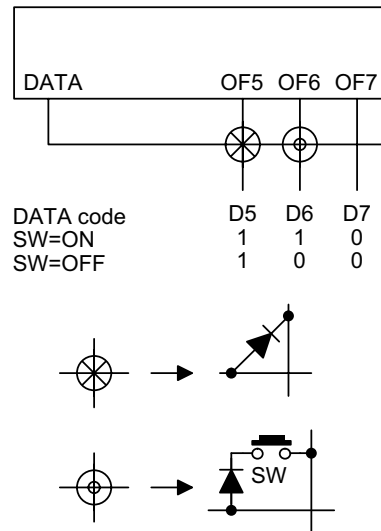 DATA OF5 OF6 OF7
DATA code D5 D6 D7
SW=ON 1 1 0
SW=OFF 1 0 0
SW